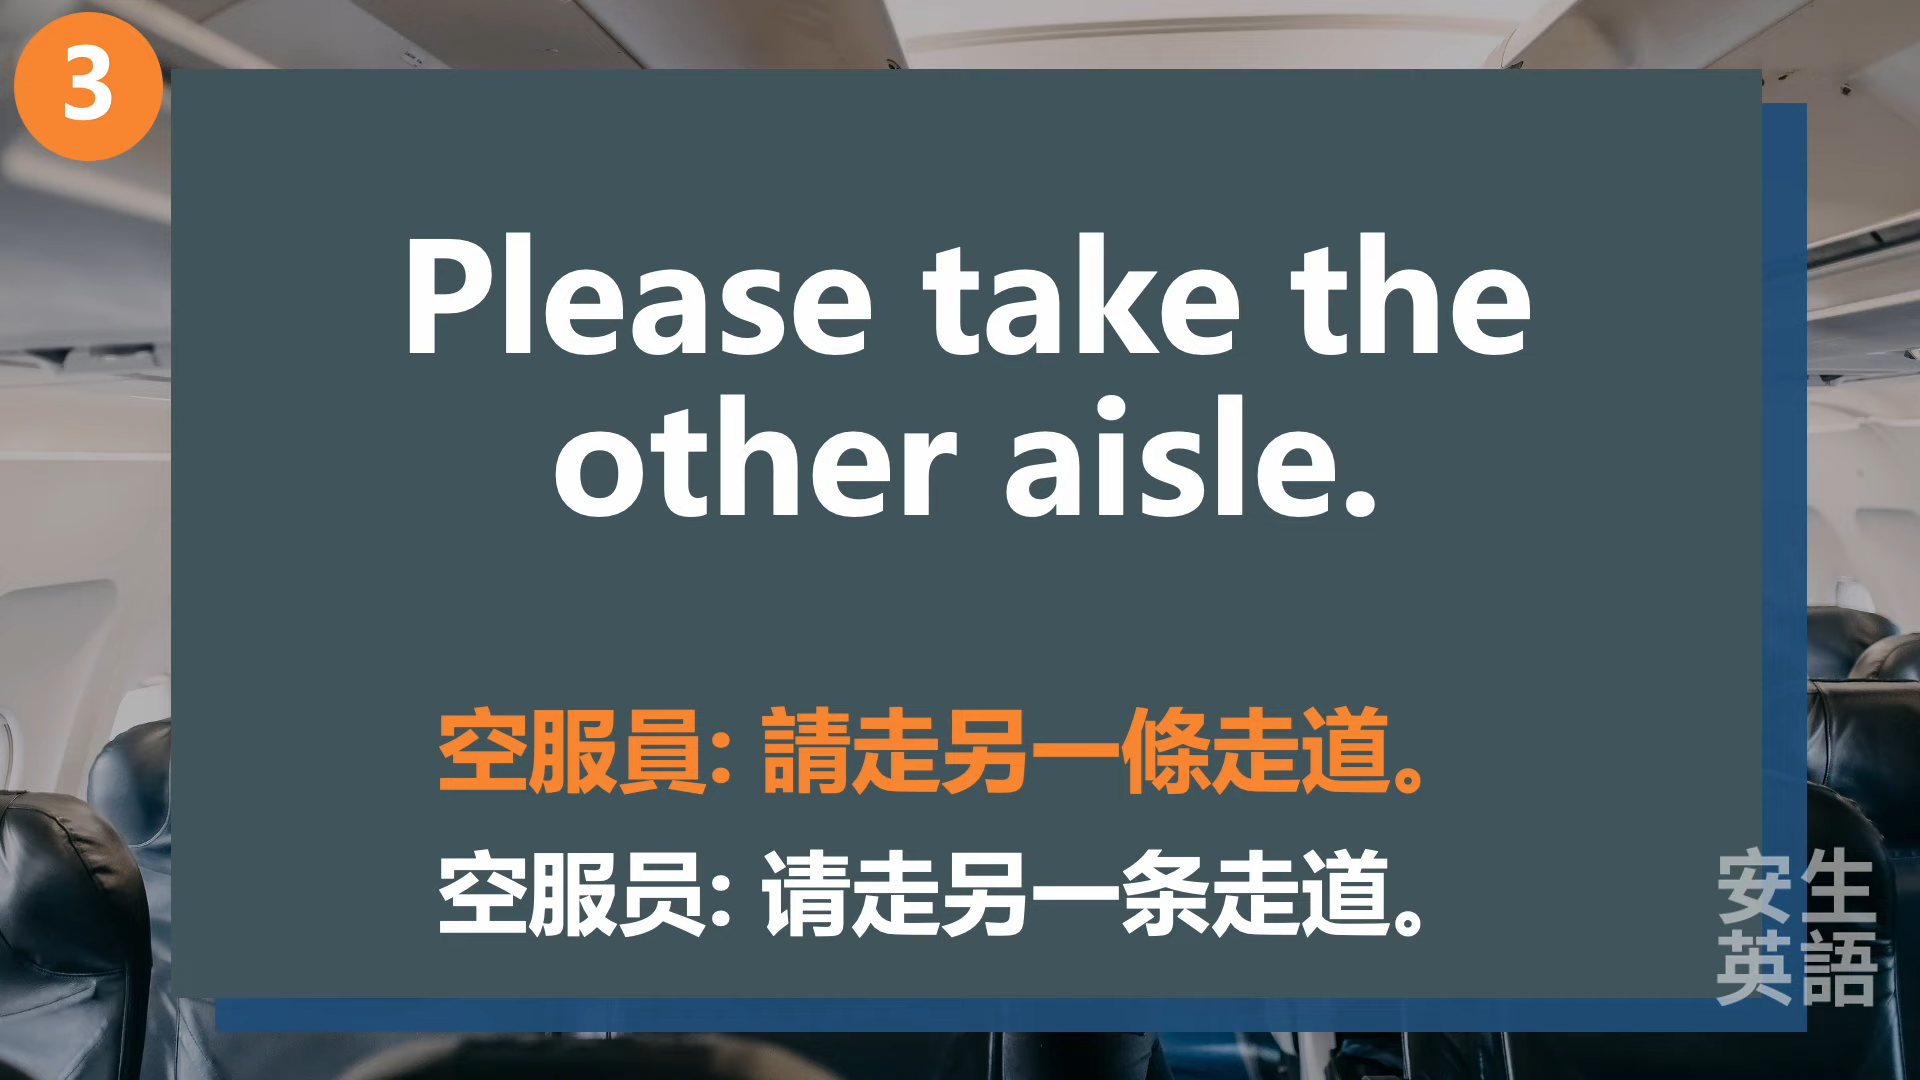 3
Please take the
other aisle.
空服員: 請走另一條走道。
空服员: 请走另一条走道。
安生
英語